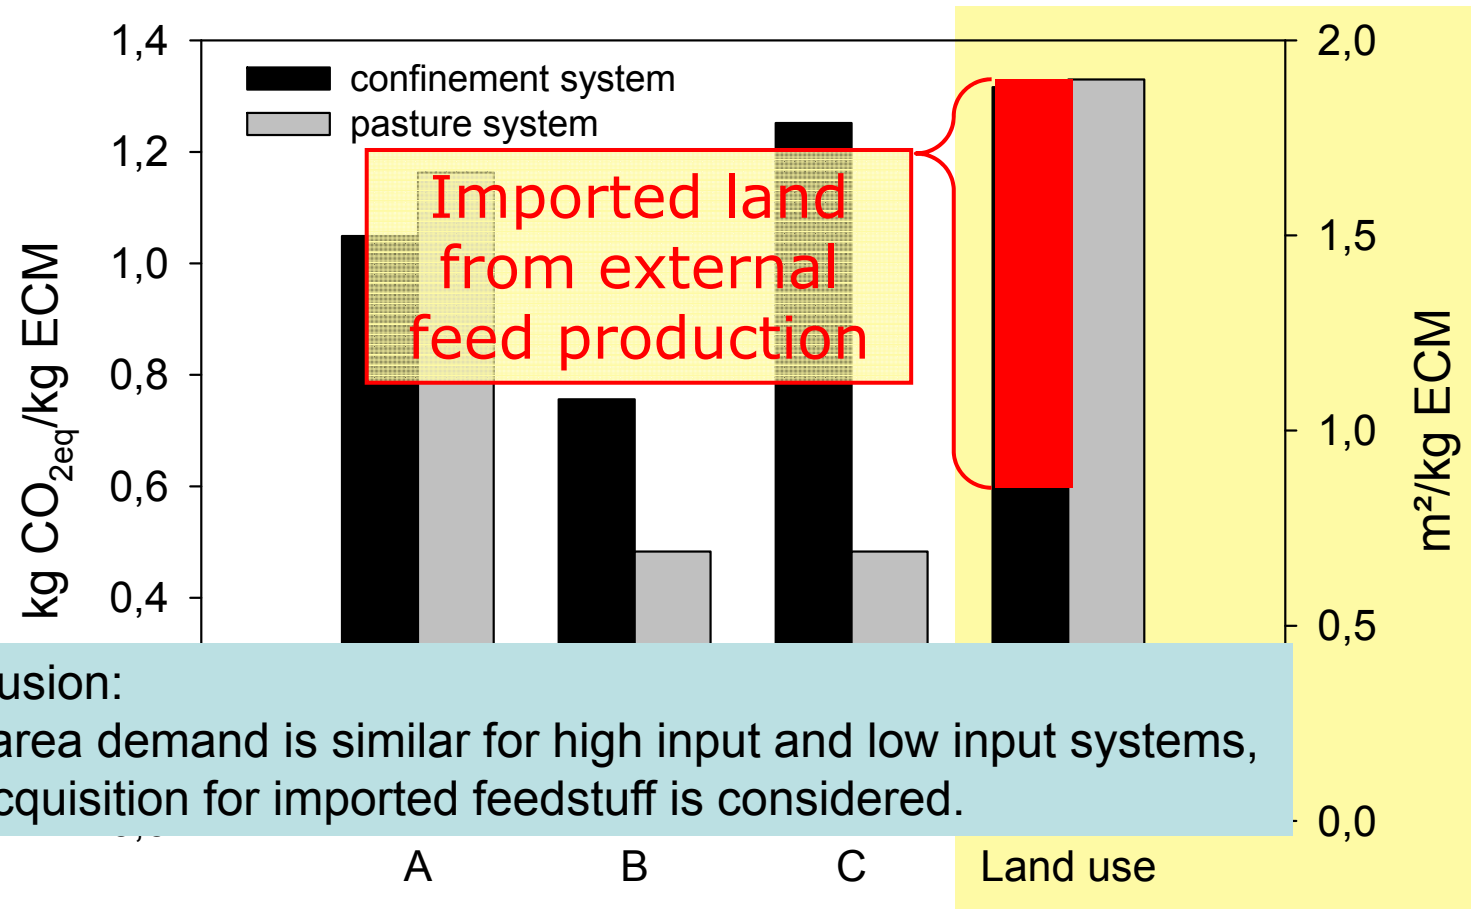 1,4
1,2
1,0
0,8
0,6
0,4
kg CO2eq/kg ECM
confinement system
pasture system
Imported land
from external
feed production
2,0
1,5
1,0
0,5
0,0
m²/kg ECM
usion:
area demand is similar for high input and low input systems,
cquisition for imported feedstuff is considered.
A B C Land use